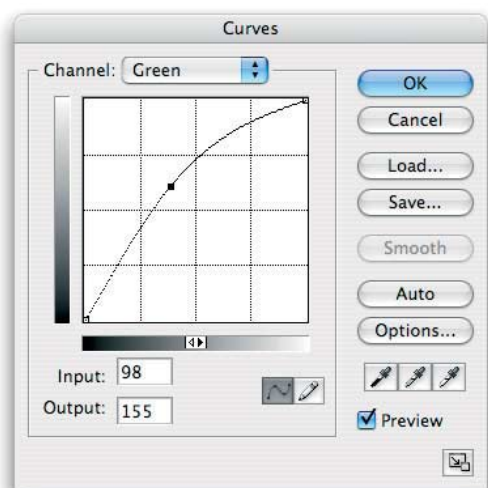 Curves
Channel: Green
OK
Cancel
Load...
Save...
Smooth
Auto
Options...
Input: 98
Output: 155
Preview